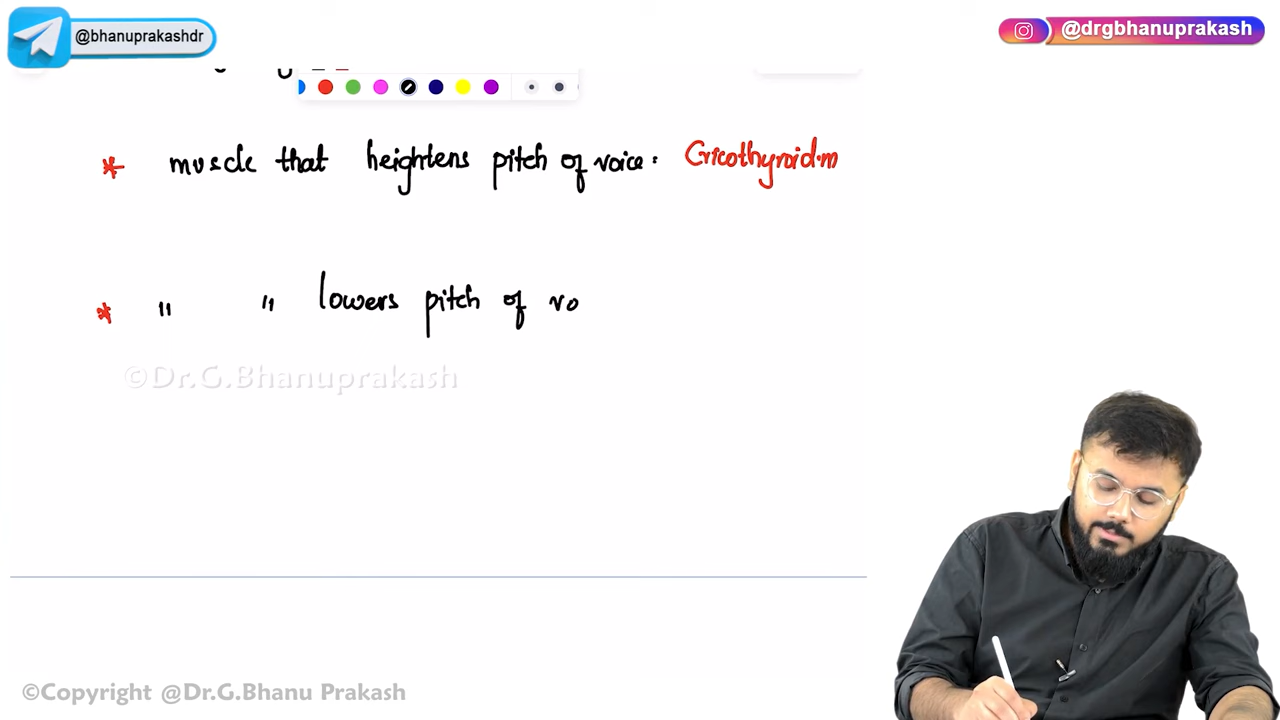 @bhanuprakashdr
@drgbhanuprakash
* muscle that heightens pitch of voice: Cricothyroid.m
* " " lowers pitch of vo
©Dr.G.Bhanuprakash
©Copyright @Dr.G.Bhanu Prakash